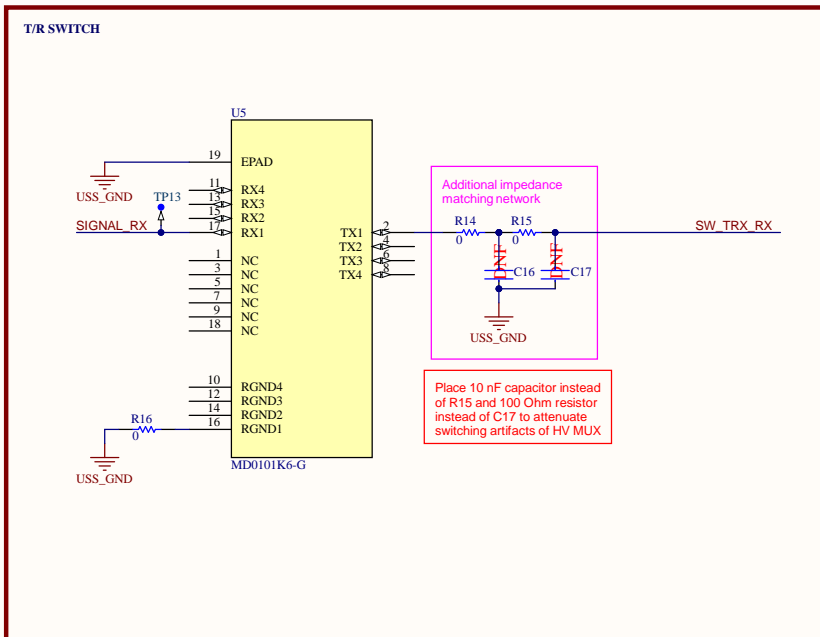 T/R SWITCH
U5
19 EPAD
USS_GND
11 RX4
TP13
13 RX3
15 RX2
SIGNAL_RX
17 RX1
1 NC
3 NC
5 NC
7 NC
9 NC
18 NC
10 RGND4
12 RGND3
14 RGND2
16 RGND1
R16
0
USS_GND
MD0101K6-G
TX1 2
TX2 4
TX3 6
TX4 8
Additional impedance
matching network
R14
0
R15
0
SW_TRX_RX
DNF
C16
DNF
C17
USS_GND
Place 10 nF capacitor instead
of R15 and 100 Ohm resistor
instead of C17 to attenuate
switching artifacts of HV MUX